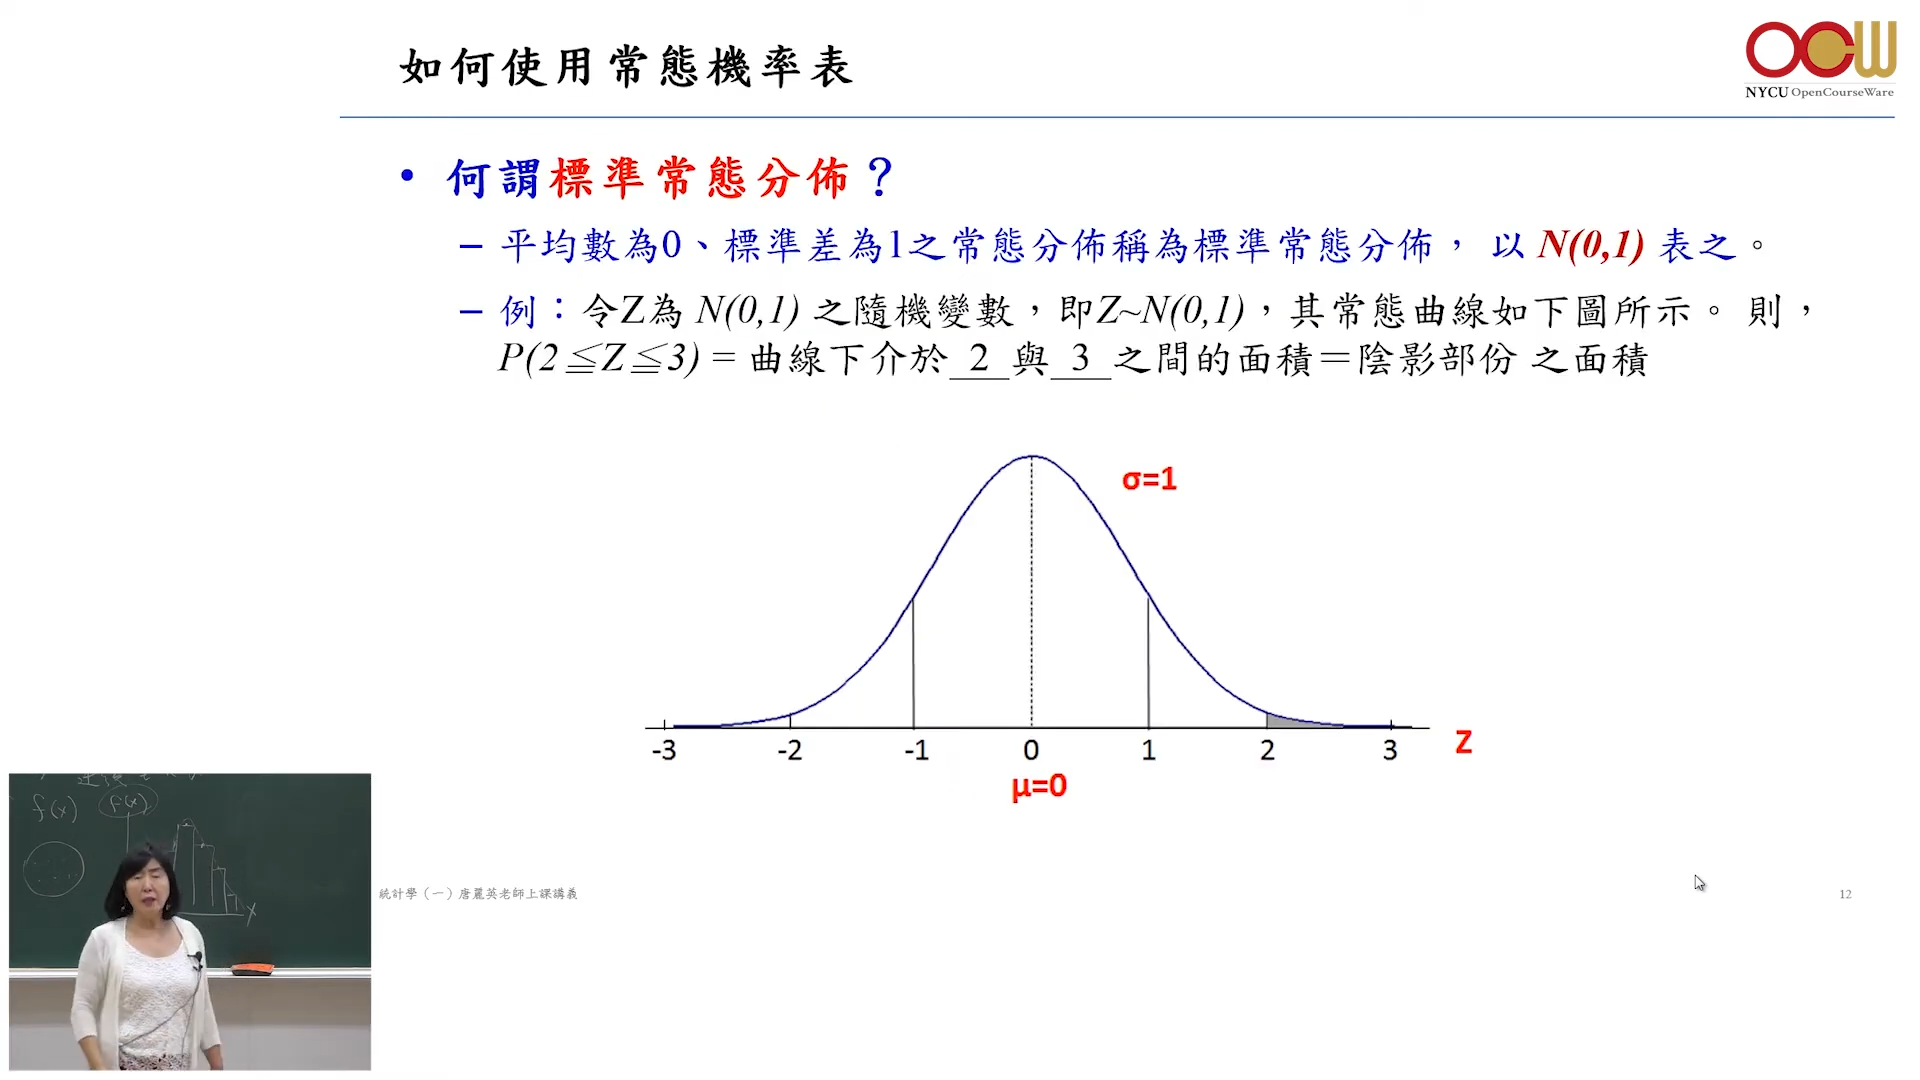 如何使用常態機率表
OCW
NYCU OpenCourseWare
• 何謂標準常態分佈？
– 平均數為0、標準差為1之常態分佈稱為標準常態分佈， 以 N(0,1) 表之。
– 例：令Z為 N(0,1) 之隨機變數，即Z~N(0,1)，其常態曲線如下圖所示。 則，
P(2≦Z≦3) = 曲線下介於 2 與 3 之間的面積＝陰影部份 之面積
σ=1
-3 -2 -1 0 1 2 3 Z
μ=0
f(x) f(x)
x
統計學（一）唐麗英老師上課講義
12